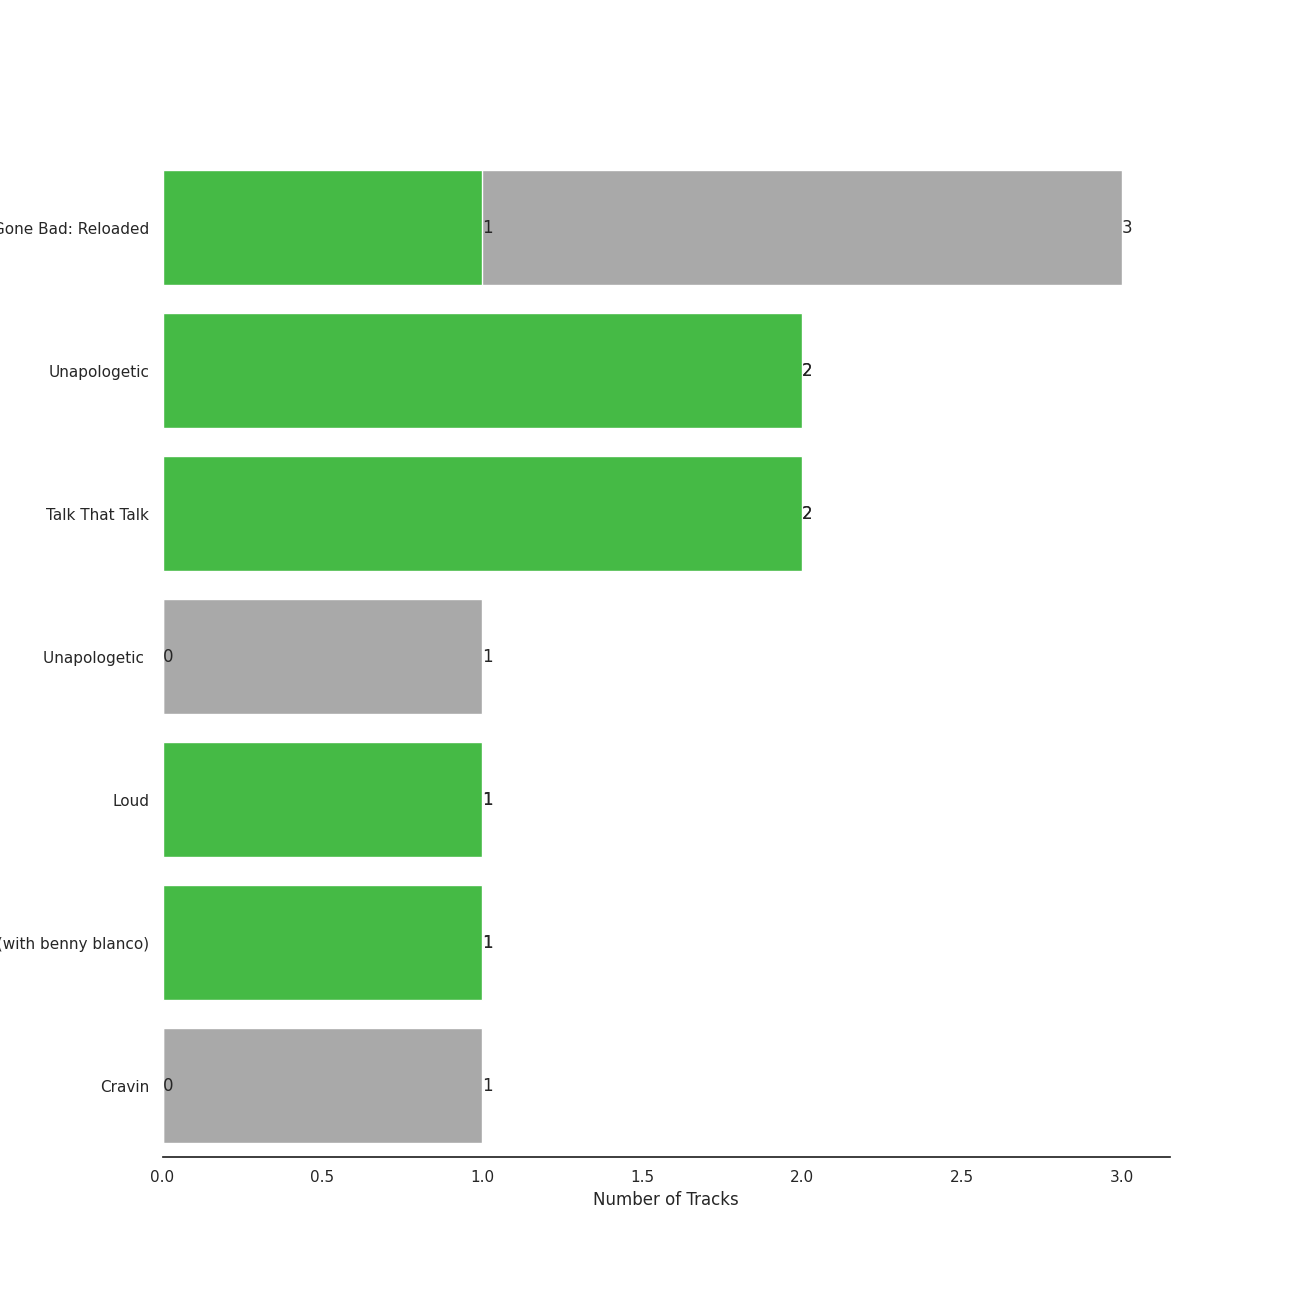 Gone Bad: Reloaded
1
3
Unapologetic
2
Talk That Talk
2
Unapologetic
0
1
Loud
1
(with benny blanco)
1
Cravin
0
1
0.0 0.5 1.0 1.5 2.0 2.5 3.0
Number of Tracks